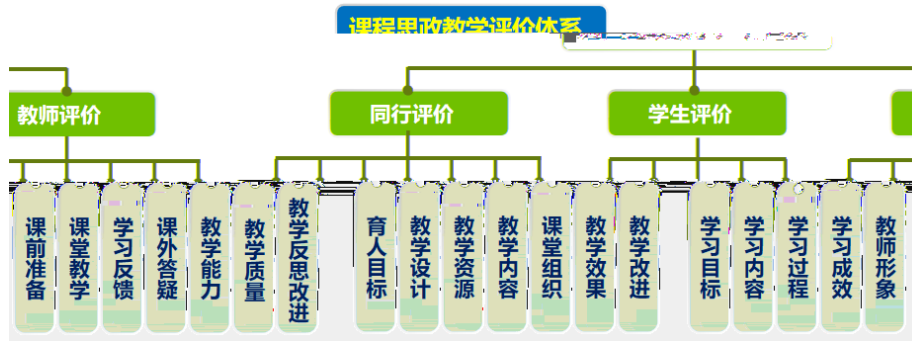 课程思政教学评价体系
教师评价
同行评价
学生评价
课前准备
课堂教学
学习反馈
课外答疑
教学能力
教学质量
教学反思改进
育人目标
教学设计
教学资源
教学内容
课堂组织
教学效果
教学改进
学习目标
学习内容
学习过程
学习成效
教师形象